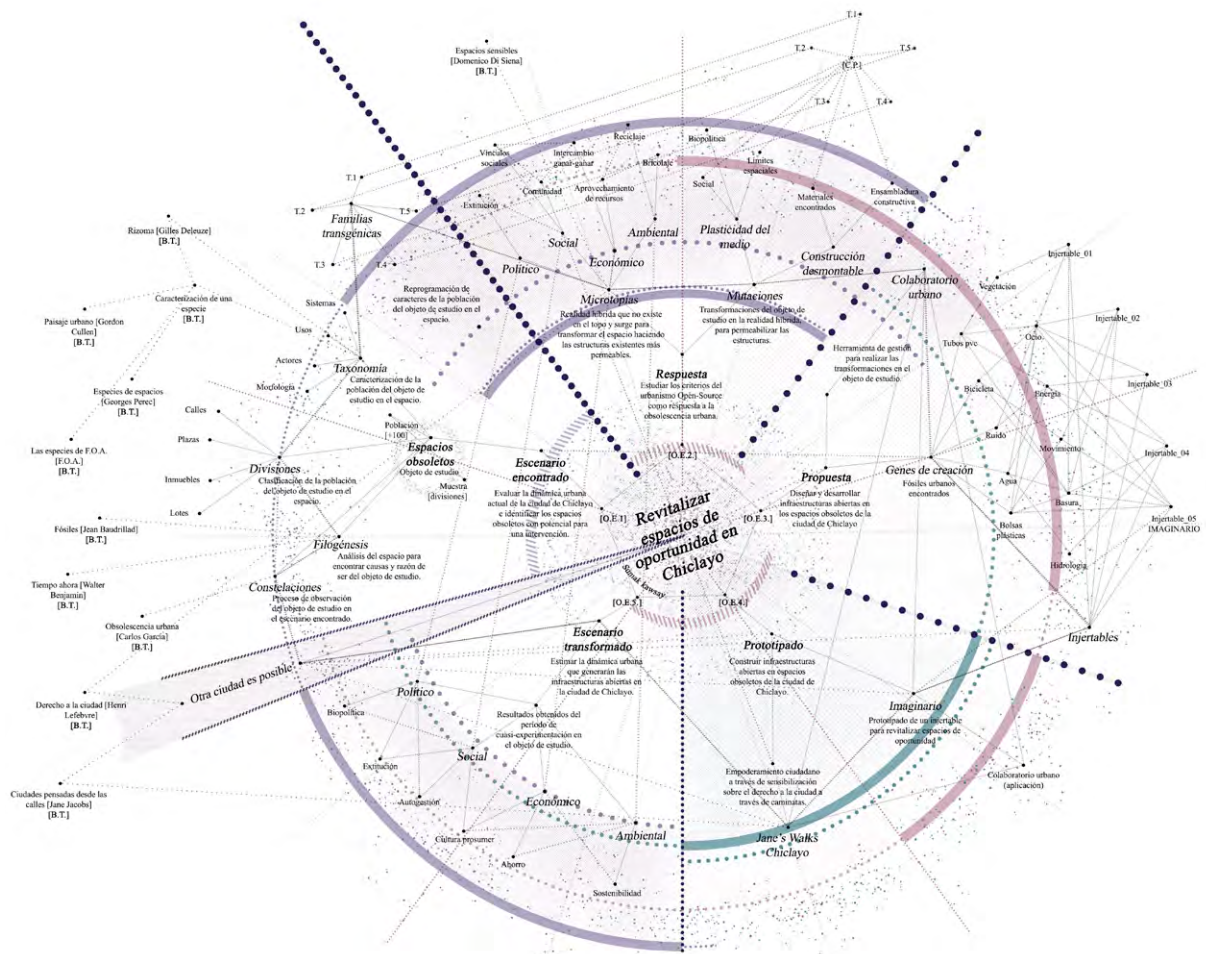 T.1
T.2
T.5
[C.P.]
T.3
T.4
Espacios sensibles
[Domenico Di Siena]
[B.T.]
Reciclaje
Biopolítica
Vínculos
sociales
Intercambio
ganar-ganar
Bricolaje
Límites
espaciales
Comunidad
Aprovechamiento
de recursos
Social
Materiales
encontrados
Ensambladura
constructiva
Extitución
T.1
T.2
T.5
Familias
transgénicas
T.3
T.4
Político
Social
Económico
Ambiental
Plasticidad del
medio
Construcción
desmontable
Colaboratorio
urbano
Rizoma [Gilles Deleuze]
[B.T.]
Caracterización de una
especie [B.T.]
Paisaje urbano [Gordon
Cullen]
[B.T.]
Especies de espacios
[Georges Perec]
[B.T.]
Las especies de F.O.A.
[F.O.A.]
[B.T.]
Fósiles [Jean Baudrillad]
[B.T.]
Tiempo ahora [Walter
Benjamin]
[B.T.]
Obsolescencia urbana
[Carlos García]
[B.T.]
Derecho a la ciudad [Henri
Lefebvre]
[B.T.]
Ciudades pensadas desde las
calles [Jane Jacobs]
[B.T.]
Sistemas
Usos
Actores
Morfología
Calles
Plazas
Inmuebles
Lotes
Reprogramación de
caracteres de la población
del objeto de estudio en el
espacio.
Microtopías
Realidad híbrida que no existe
en el topo y surge para
transformar el espacio haciendo
las estructuras existentes más
permeables.
Mutaciones
Transformaciones del objeto de
estudio en la realidad híbrida,
para permeabilizar las
estructuras.
Herramienta de gestión
para realizar las
transformaciones en el
objeto de estudio.
Taxonomía
Caracterización de la
población del objeto de
estudio en el espacio.
Divisiones
Clasificación de la población
del objeto de estudio en el
espacio.
Filogénesis
Análisis del espacio para
encontrar causas y razón de
ser del objeto de estudio.
Constelaciones
Proceso de observación
del objeto de estudio en
el escenario encontrado.
Población
[+100]
Espacios
obsoletos
Objeto de estudio
Muestra
[divisiones]
Escenario
encontrado
Evaluar la dinámica urbana
actual de la ciudad de Chiclayo
e identificar los espacios
obsoletos con potencial para
una intervención.
[O.E.1]
Respuesta
Estudiar los criterios del
urbanismo Open-Source
como respuesta a la
obsolescencia urbana.
[O.E.2.]
Propuesta
Diseñar y desarrollar
infraestructuras abiertas en
los espacios obsoletos de la
ciudad de Chiclayo
[O.E.3.]
Revitalizar
espacios de
oportunidad en
Chiclayo
Sumak kawsay
[O.E.5.]
[O.E.4.]
Genes de creación
Fósiles urbanos
encontrados
Vegetación
Tubos pvc
Bicicleta
Ruido
Agua
Bolsas
plásticas
Ocio
Energía
Movimiento
Basura
Hidrología
Injertable_01
Injertable_02
Injertable_03
Injertable_04
Injertable_05
IMAGINARIO
Injertables
Escenario
transformado
Estimar la dinámica urbana
que generarán las
infraestructuras abiertas en
la ciudad de Chiclayo.
Prototipado
Construir infraestructuras
abiertas en espacios
obsoletos de la ciudad de
Chiclayo.
Imaginario
Prototipado de un injertable
para revitalizar espacios de
oportunidad
Otra ciudad es posible
Político
Biopolítica
Resultados obtenidos del
período de
cuasi-experimentación en
el objeto de estudio.
Social
Extitución
Autogestión
Económico
Cultura prosumer
Ahorro
Ambiental
Sostenibilidad
Empoderamiento ciudadano
a través de sensibilización
sobre el derecho a la ciudad a
través de caminatas.
Jane's Walks
Chiclayo
Colaboratorio urbano
(aplicación)